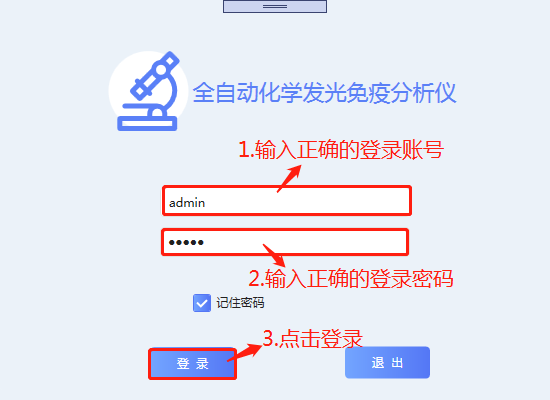 全自动化学发光免疫分析仪
1.输入正确的登录账号
admin
●●●●●
2.输入正确的登录密码
记住密码
3.点击登录
登 录
退 出